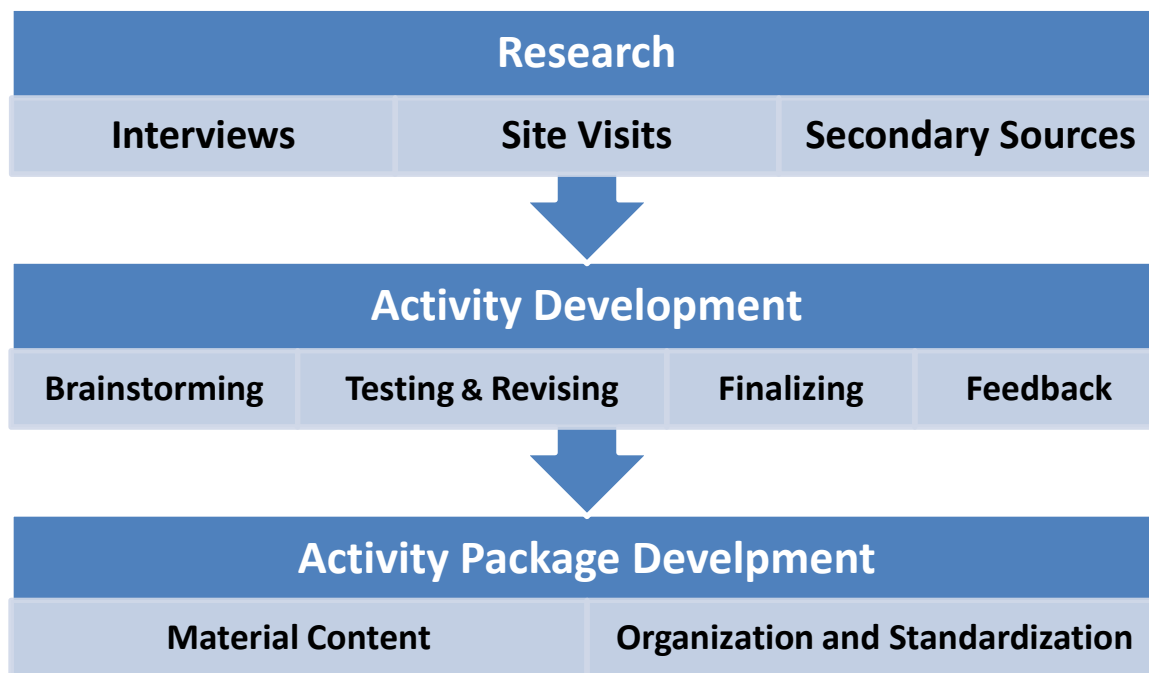 Research
Interviews Site Visits Secondary Sources
Activity Development
Brainstorming Testing & Revising Finalizing Feedback
Activity Package Develpment
Material Content Organization and Standardization